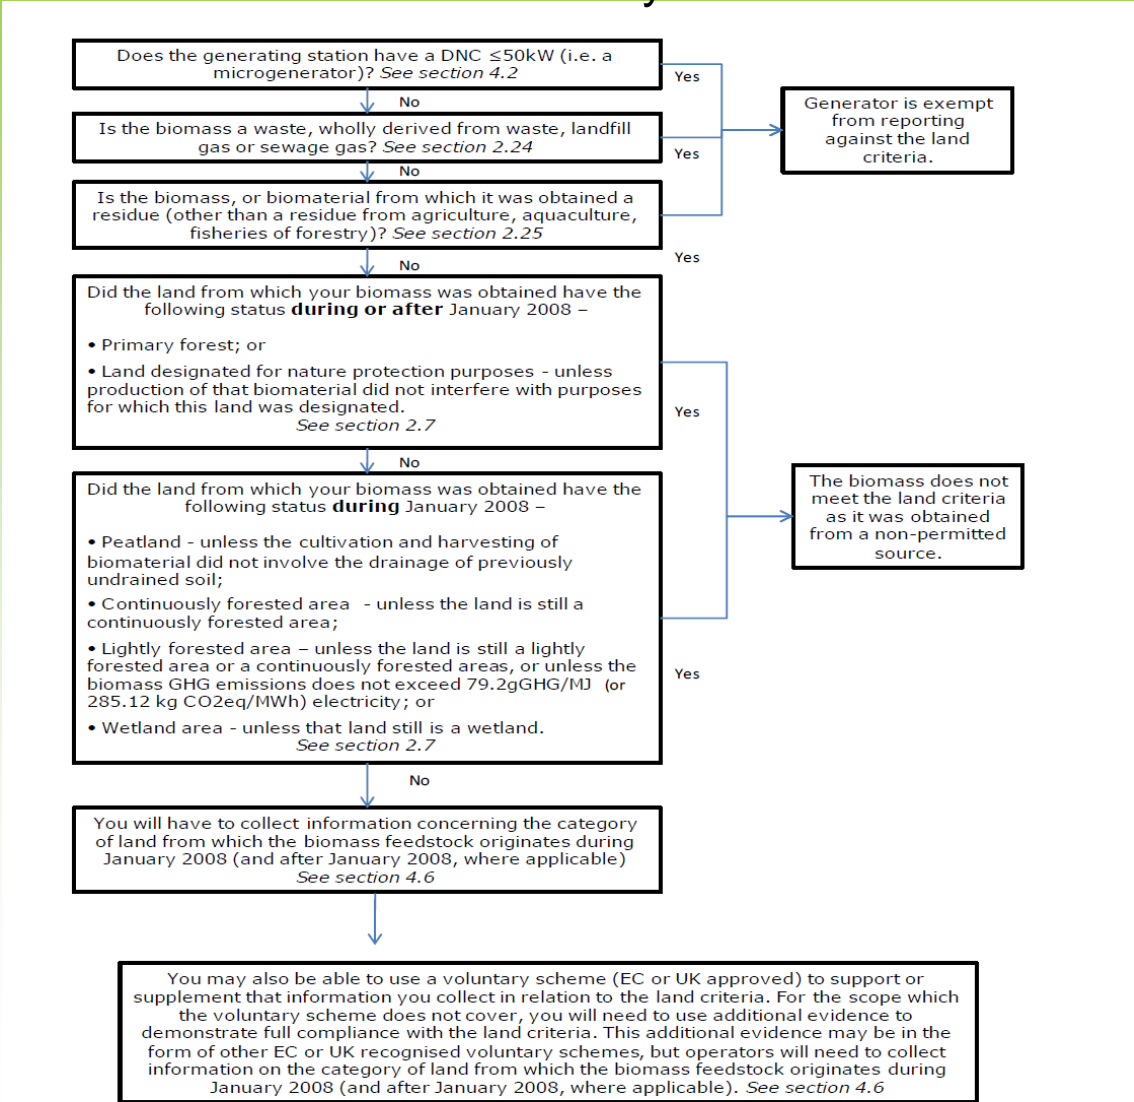 Does the generating station have a DNC ≤50kW (i.e. a
microgenerator)? See section 4.2
Yes
No
Is the biomass a waste, wholly derived from waste, landfill
gas or sewage gas? See section 2.24
Yes
Generator is exempt
from reporting
against the land
criteria.
No
Is the biomass, or biomaterial from which it was obtained a
residue (other than a residue from agriculture, aquaculture,
fisheries of forestry)? See section 2.25
Yes
No
Did the land from which your biomass was obtained have the
following status during or after January 2008 –
• Primary forest; or
• Land designated for nature protection purposes - unless
production of that biomaterial did not interfere with purposes
for which this land was designated.
See section 2.7
Yes
No
Did the land from which your biomass was obtained have the
following status during January 2008 –
• Peatland - unless the cultivation and harvesting of
biomaterial did not involve the drainage of previously
undrained soil;
• Continuously forested area - unless the land is still a
continuously forested area;
• Lightly forested area – unless the land is still a lightly
forested area or a continuously forested areas, or unless the
biomass GHG emissions does not exceed 79.2gGHG/MJ (or
285.12 kg CO2eq/MWh) electricity; or
• Wetland area - unless that land still is a wetland.
See section 2.7
Yes
The biomass does not
meet the land criteria
as it was obtained
from a non-permitted
source.
No
You will have to collect information concerning the category
of land from which the biomass feedstock originates during
January 2008 (and after January 2008, where applicable)
See section 4.6
You may also be able to use a voluntary scheme (EC or UK approved) to support or
supplement that information you collect in relation to the land criteria. For the scope which
the voluntary scheme does not cover, you will need to use additional evidence to
demonstrate full compliance with the land criteria. This additional evidence may be in the
form of other EC or UK recognised voluntary schemes, but operators will need to collect
information on the category of land from which the biomass feedstock originates during
January 2008 (and after January 2008, where applicable). See section 4.6